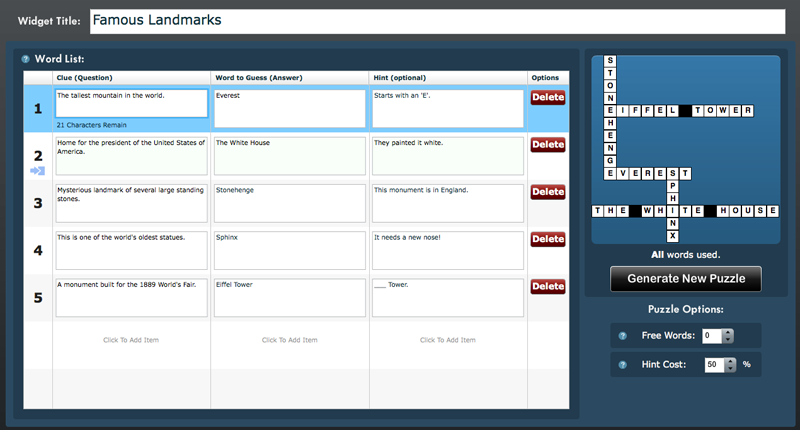 Widget Title: Famous Landmarks
? Word List:
Clue (Question) Word to Guess (Answer) Hint (optional) Options
1 The tallest mountain in the world. Everest Starts with an 'E'. Delete
21 Characters Remain
2 Home for the president of the United States of The White House They painted it white. Delete
America.
3 Mysterious landmark of several large standing Stonehenge This monument is in England. Delete
stones.
4 This is one of the world's oldest statues. Sphinx It needs a new nose! Delete
5 A monument built for the 1889 World's Fair. Eiffel Tower ___ Tower. Delete
Click To Add Item Click To Add Item Click To Add Item
S
T
O
N
E I F F E L T O W E R
H
E
N
G
E V E R E S T
P
H
T H E W H I T E H O U S E
N
X
All words used.
Generate New Puzzle
Puzzle Options:
? Free Words: 0
? Hint Cost: 50 %